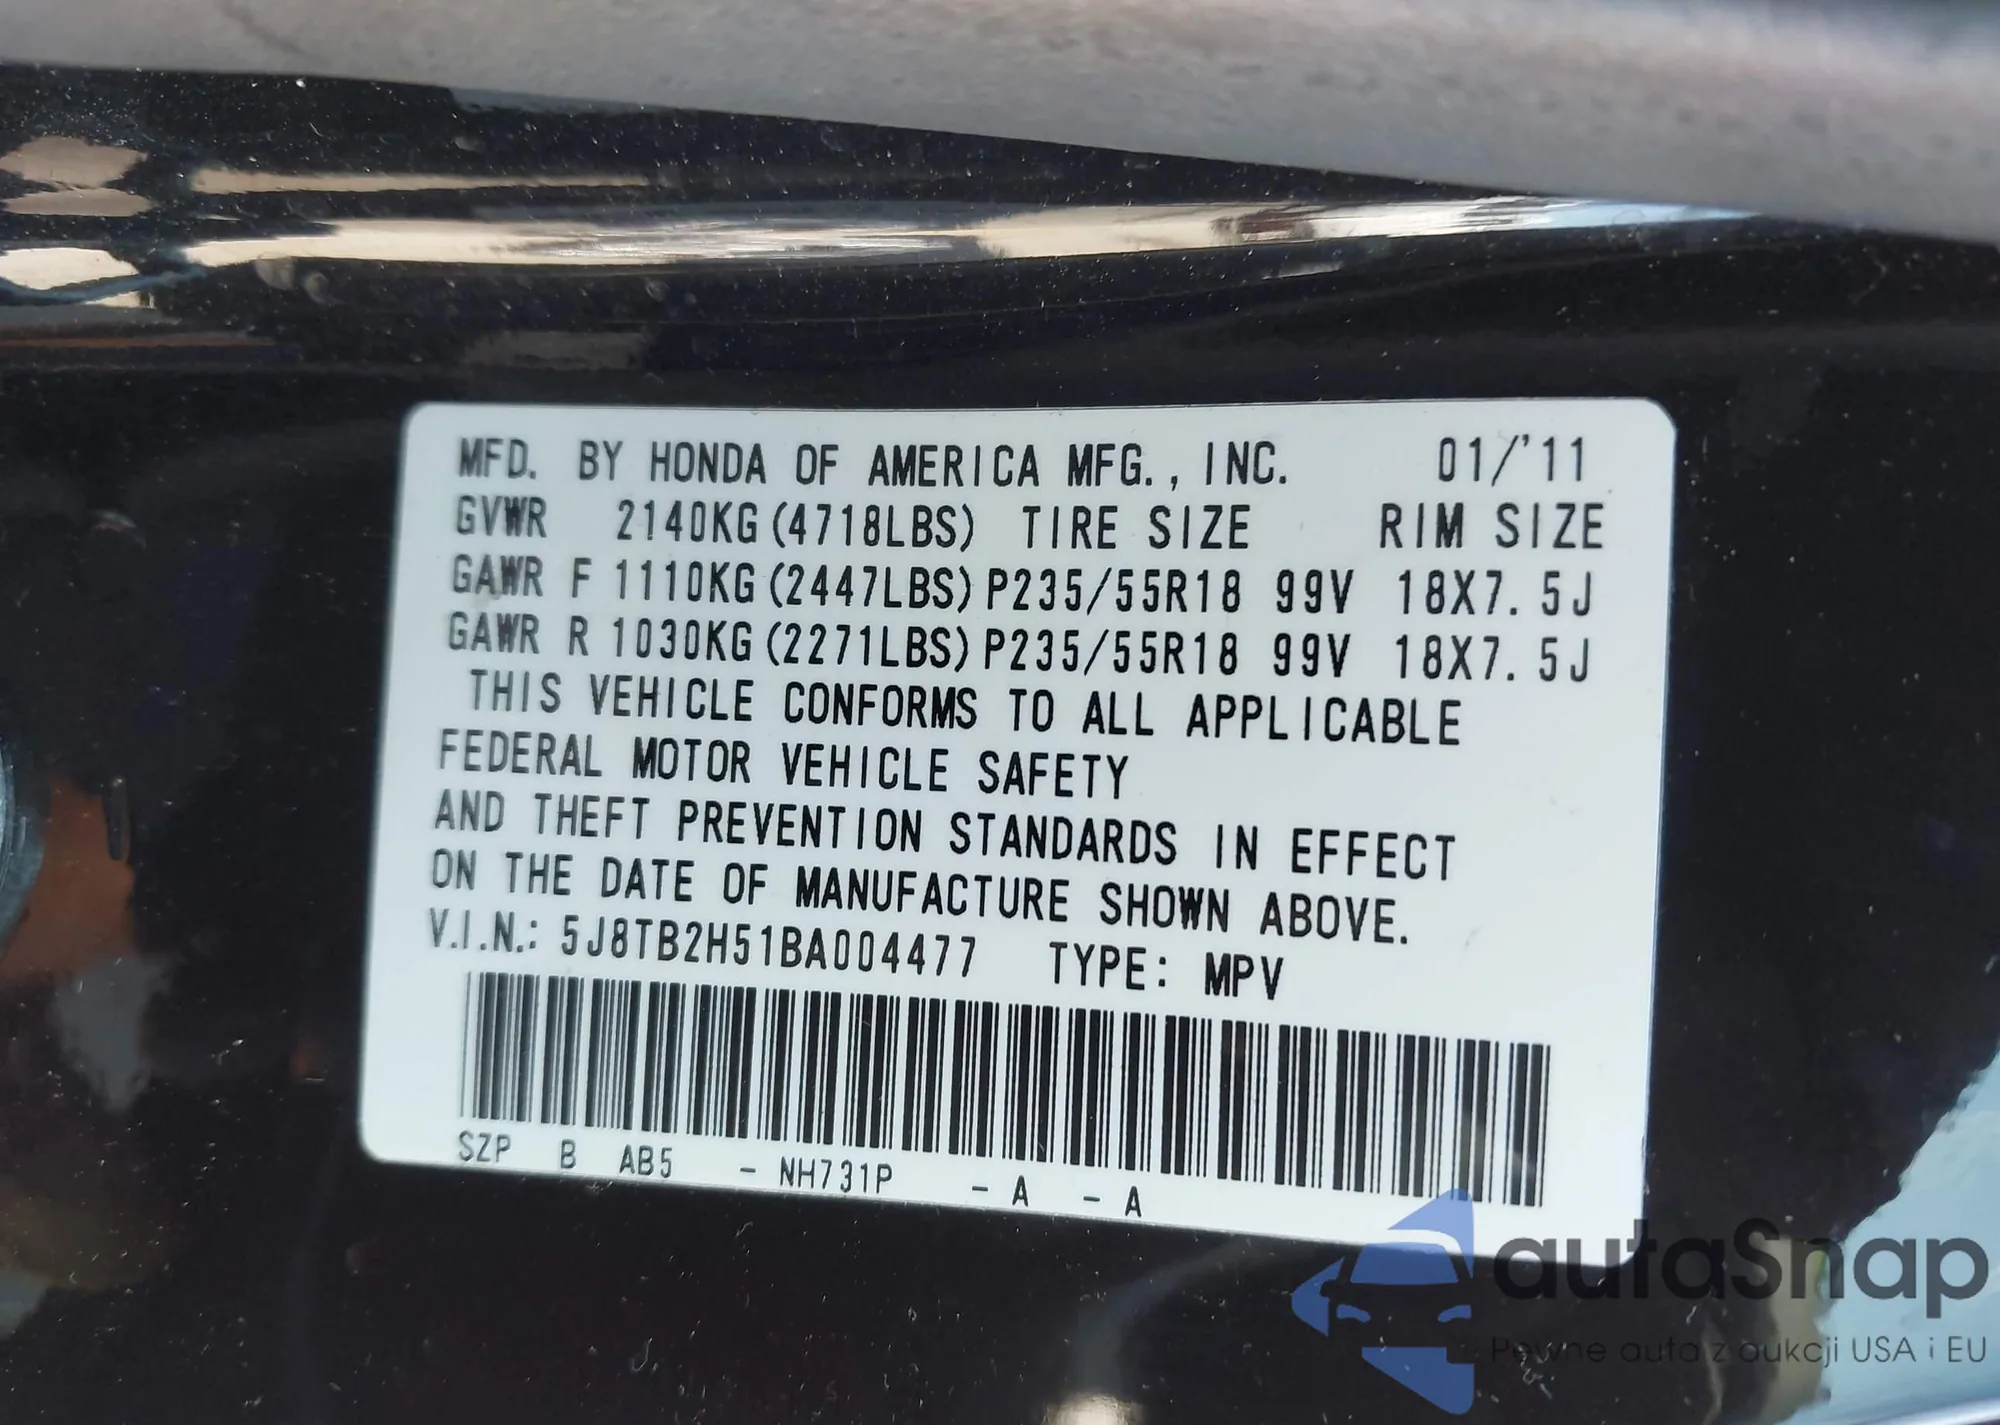 MFD. BY HONDA OF AMERICA MFG., INC. 01/'11
GVWR 2140KG (4718LBS) TIRE SIZE RIM SIZE
GAWR F 1110KG (2447LBS) P235/55R18 99V 18X7.5J
GAWR R 1030KG (2271LBS) P235/55R18 99V 18X7.5J
THIS VEHICLE CONFORMS TO ALL APPLICABLE
FEDERAL MOTOR VEHICLE SAFETY
AND THEFT PREVENTION STANDARDS IN EFFECT
ON THE DATE OF MANUFACTURE SHOWN ABOVE.
V.I.N.: 5J8TB2H51BA004477 TYPE: MPV
SZP B AB5 - NH731P - A - A
autaSnap
Pewne auta z aukcji USA i EU